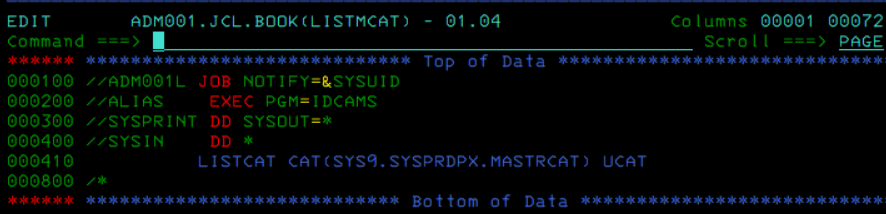 EDIT       ADM001.JCL.BOOK(LISTMCAT) - 01.04                 Columns 00001 00072
Command ===>                                                  Scroll ===> PAGE
****** **************************** Top of Data ****************************
000100 //ADM001L JOB NOTIFY=&SYSUID
000200 //ALIAS    EXEC PGM=IDCAMS
000300 //SYSPRINT DD SYSOUT=*
000400 //SYSIN    DD *
000410          LISTCAT CAT(SYS9.SYSPRDPX.MASTRCAT) UCAT
000800 /*
****** *************************** Bottom of Data **************************